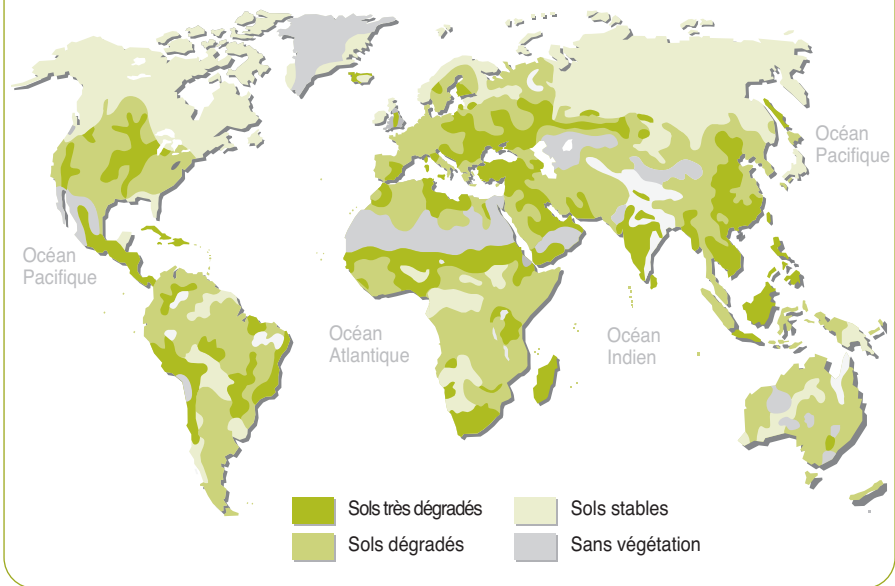 Océan
Pacifique
Océan
Pacifique
Océan
Atlantique
Océan
Indien
Sols très dégradés
Sols stables
Sols dégradés
Sans végétation